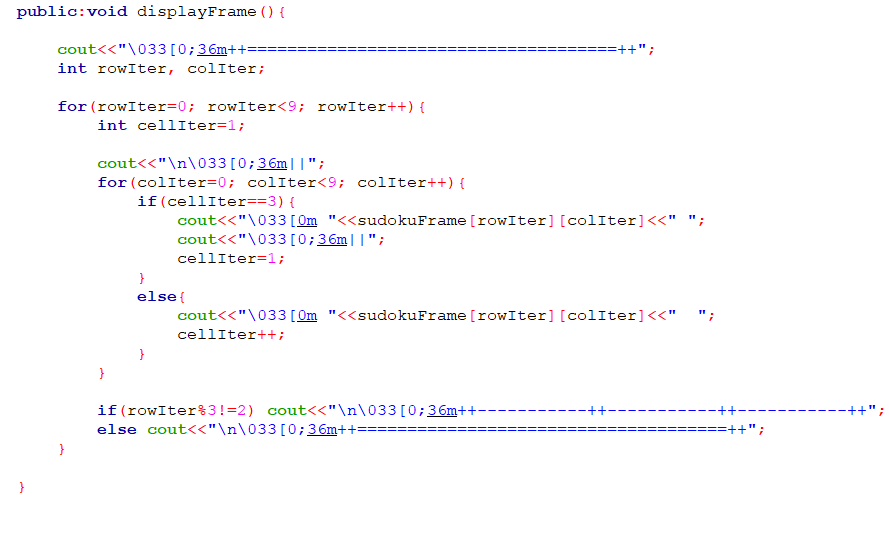 public:void displayFrame(){
cout<<"\033[0;36m++=====================================++";
int rowIter, colIter;
for(rowIter=0; rowIter<9; rowIter++){
int cellIter=1;
cout<<"\n\033[0;36m||";
for(colIter=0; colIter<9; colIter++){
if(cellIter==3){
cout<<"\033[0m "<<sudokuFrame[rowIter][colIter]<<" ";
cout<<"\033[0;36m||";
cellIter=1;
}
else{
cout<<"\033[0m "<<sudokuFrame[rowIter][colIter]<<"  ";
cellIter++;
}
}
if(rowIter%3!=2) cout<<"\n\033[0;36m++-----------++-----------++-----------++";
else cout<<"\n\033[0;36m++=====================================++";
}
}